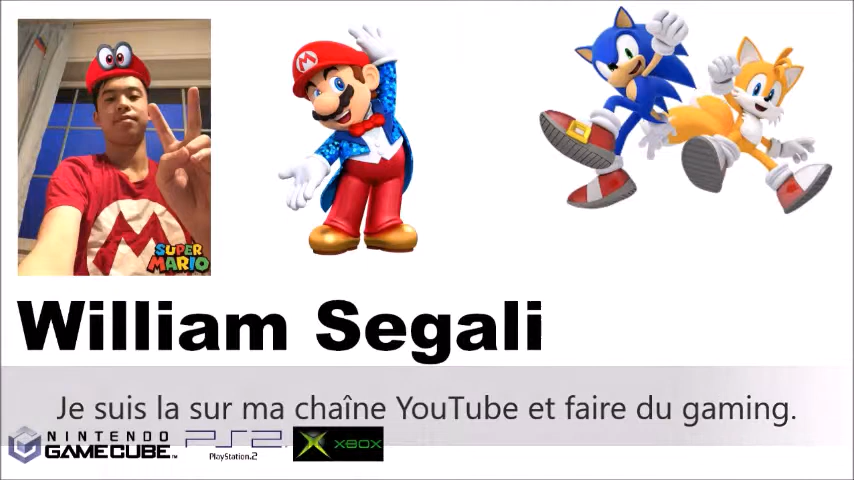 M
SUPER
MARIO
M
William Segali
Je suis la sur ma chaîne YouTube et faire du gaming.
NINTENDO
GAMECUBE™
PS2
PlayStation.2
XBOX